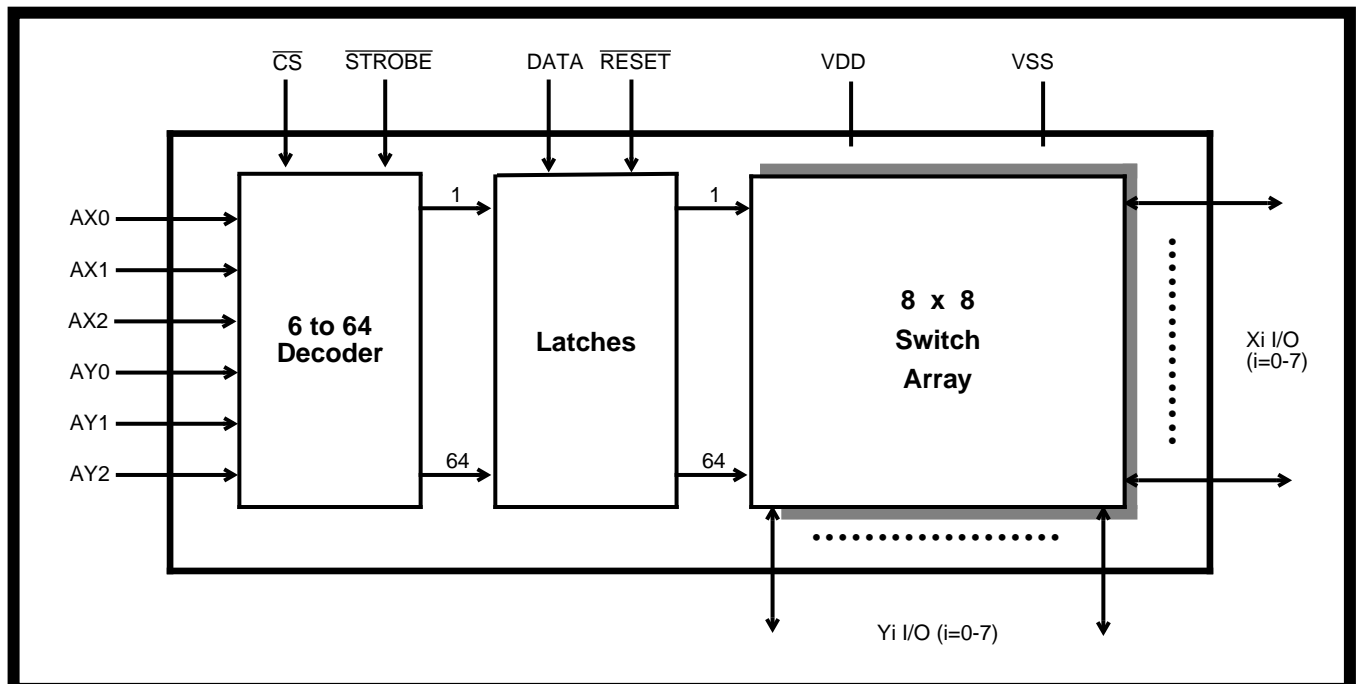 CS STROBE DATA RESET VDD VSS
AX0
AX1
AX2
AY0
AY1
AY2
6 to 64
Decoder
1
64
Latches
1
64
8 x 8
Switch
Array
Xi I/O
(i=0-7)
Yi I/O (i=0-7)